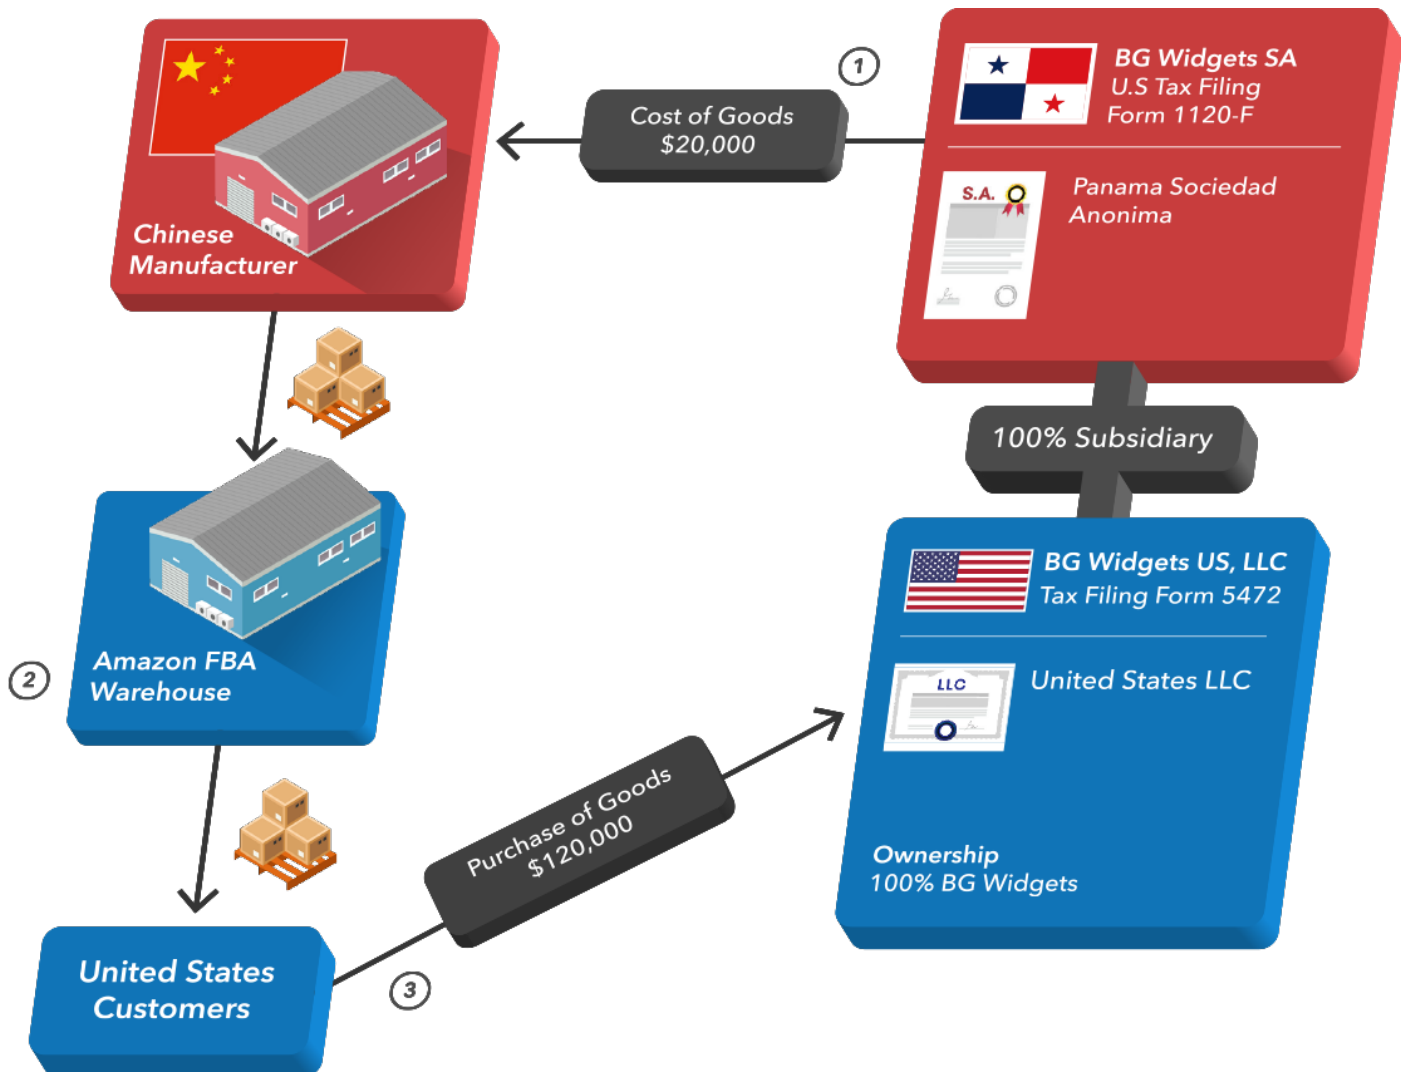 1
Cost of Goods
$20,000
BG Widgets SA
U.S Tax Filing
Form 1120-F
S.A.
Panama Sociedad
Anonima
Chinese
Manufacturer
100% Subsidiary
BG Widgets US, LLC
Tax Filing Form 5472
LLC
United States LLC
Ownership
100% BG Widgets
2
Amazon FBA
Warehouse
Purchase of Goods
$120,000
3
United States
Customers